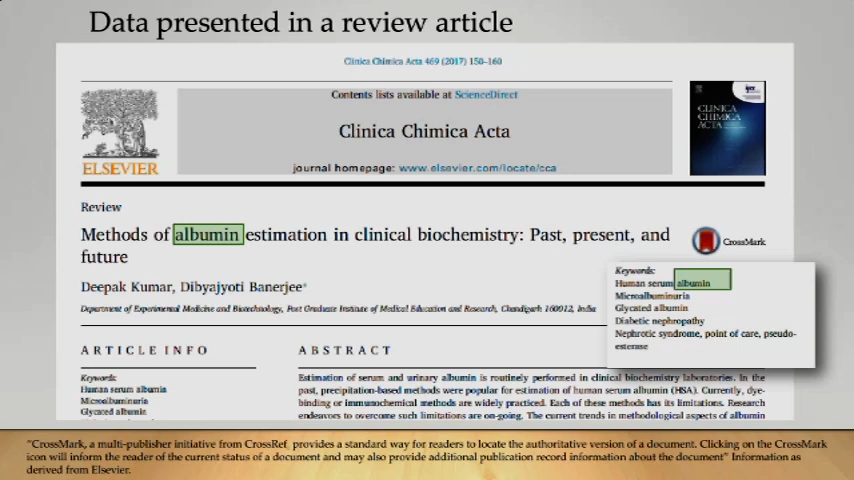 Data presented in a review article
Clinica Chimica Acta 469 (2017) 150–160
Contents lists available at ScienceDirect
Clinica Chimica Acta
journal homepage: www.elsevier.com/locate/cca
ELSEVIER
CLINICA
CHIMICA
ACTA
Review
Methods of albumin estimation in clinical biochemistry: Past, present, and
future
CrossMark
Deepak Kumar, Dibyajyoti Banerjee*
Department of Experimental Medicine and Biotechnology, Post Graduate Institute of Medical Education and Research, Chandigarh 160012, India
Keywords:
Human serum albumin
Microalbuminuria
Glycated albumin
Diabetic nephropathy
Nephrotic syndrome, point of care, pseudo-
esterase
ARTICLE INFO
Keywords:
Human serum albumin
Microalbuminuria
Glycated albumin
ABSTRACT
Estimation of serum and urinary albumin is routinely performed in clinical biochemistry laboratories. In the
past, precipitation-based methods were popular for estimation of human serum albumin (HSA). Currently, dye-
binding or immunochemical methods are widely practiced. Each of these methods has its limitations. Research
endeavors to overcome such limitations are on-going. The current trends in methodological aspects of albumin
"CrossMark, a multi-publisher initiative from CrossRef, provides a standard way for readers to locate the authoritative version of a document. Clicking on the CrossMark
icon will inform the reader of the current status of a document and may also provide additional publication record information about the document" Information as
derived from Elsevier.